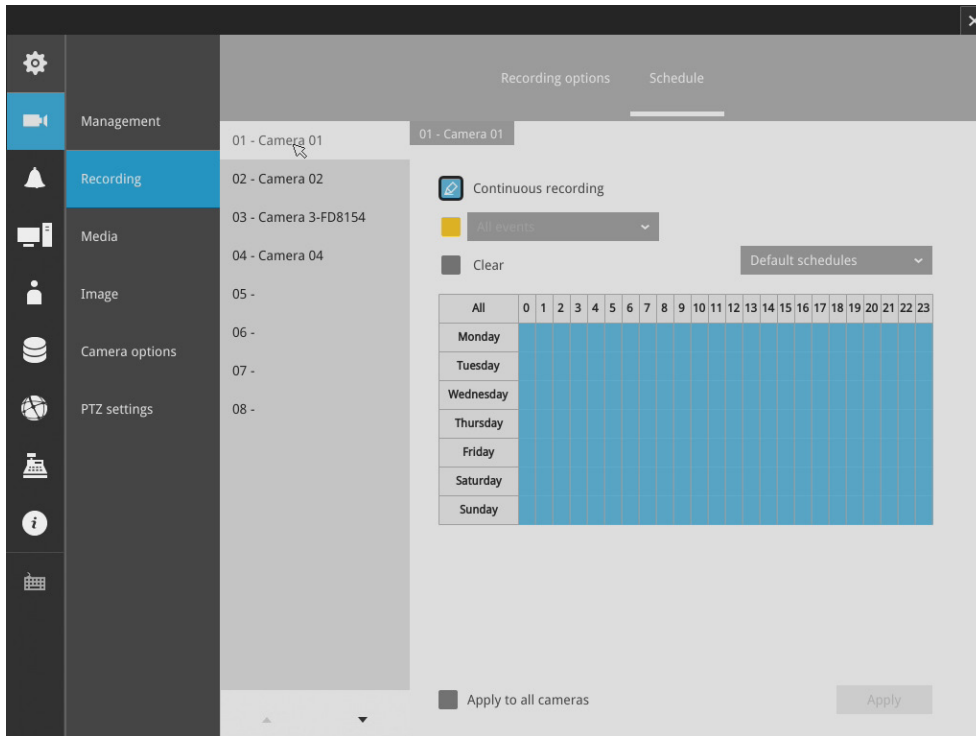 Recording options Schedule
Management
Recording
Media
Image
Camera options
PTZ settings
01 - Camera 01
02 - Camera 02
03 - Camera 3-FD8154
04 - Camera 04
05 -
06 -
07 -
08 -
01 - Camera 01
Continuous recording
All events
Clear
Default schedules
All 0 1 2 3 4 5 6 7 8 9 10 11 12 13 14 15 16 17 18 19 20 21 22 23
Monday
Tuesday
Wednesday
Thursday
Friday
Saturday
Sunday
Apply to all cameras
Apply